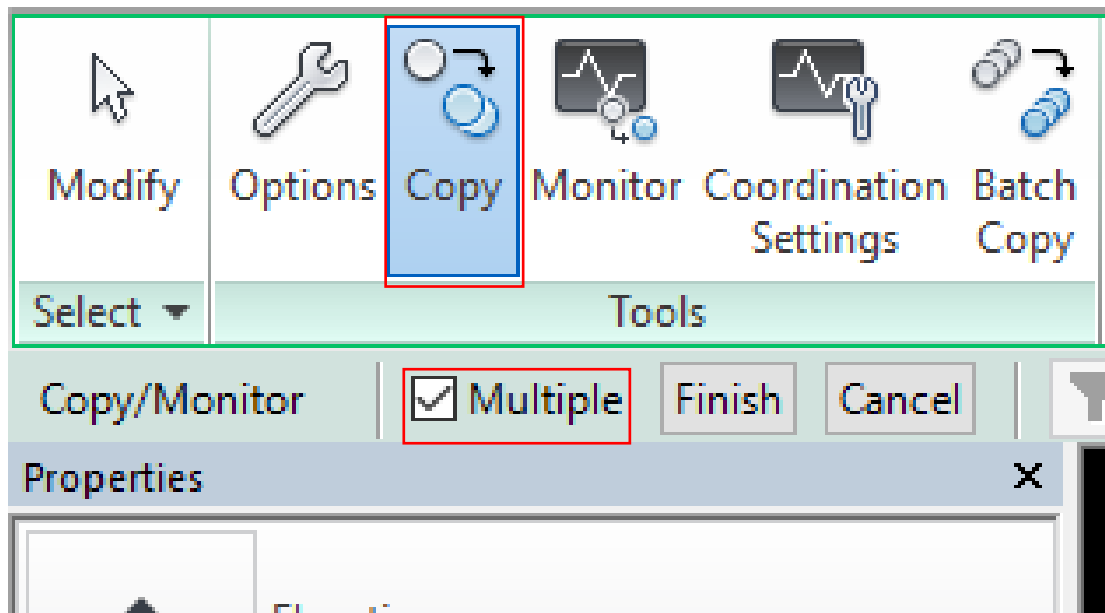 Modify
Options
Copy
Monitor
Coordination
Settings
Batch
Copy
Select
Tools
Copy/Monitor
Multiple
Finish
Cancel
Properties